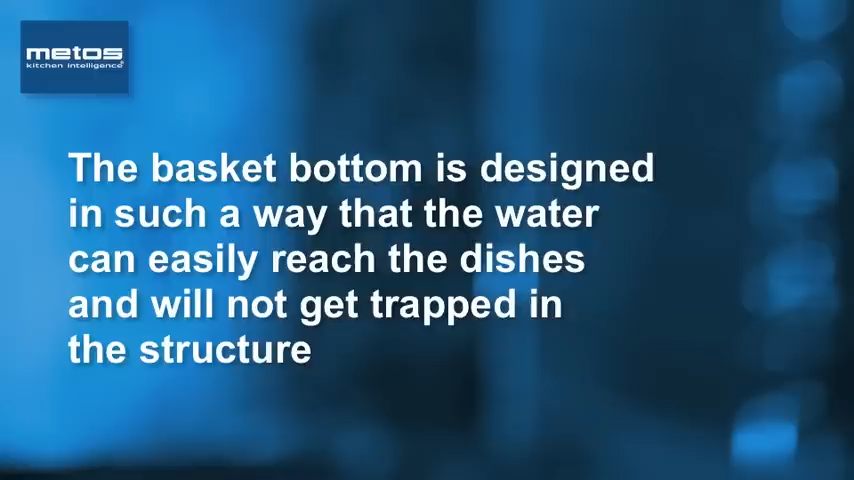 metos
kitchen intelligence®
The basket bottom is designed
in such a way that the water
can easily reach the dishes
and will not get trapped in
the structure